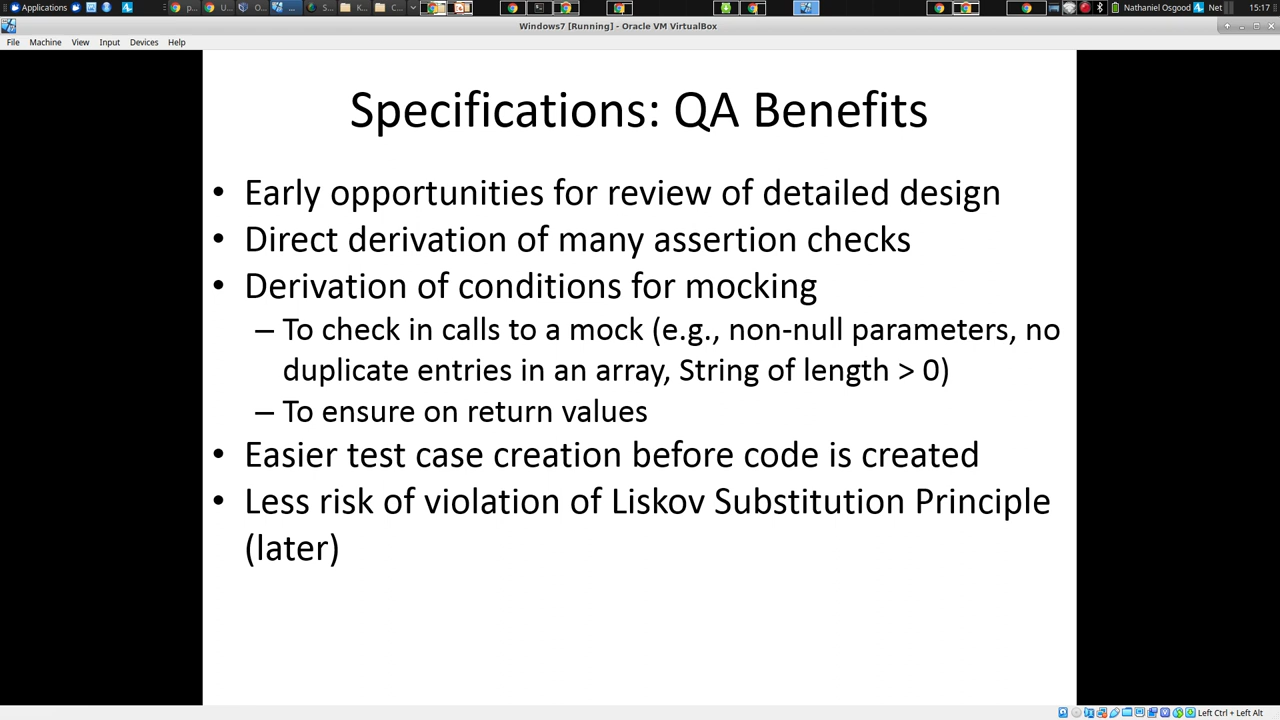 Applications
Nathaniel Osgood
Net
15:17
Windows7 [Running] - Oracle VM VirtualBox
File Machine View Input Devices Help
Specifications: QA Benefits
• Early opportunities for review of detailed design
• Direct derivation of many assertion checks
• Derivation of conditions for mocking
– To check in calls to a mock (e.g., non-null parameters, no
duplicate entries in an array, String of length > 0)
– To ensure on return values
• Easier test case creation before code is created
• Less risk of violation of Liskov Substitution Principle
(later)
Left Ctrl + Left Alt